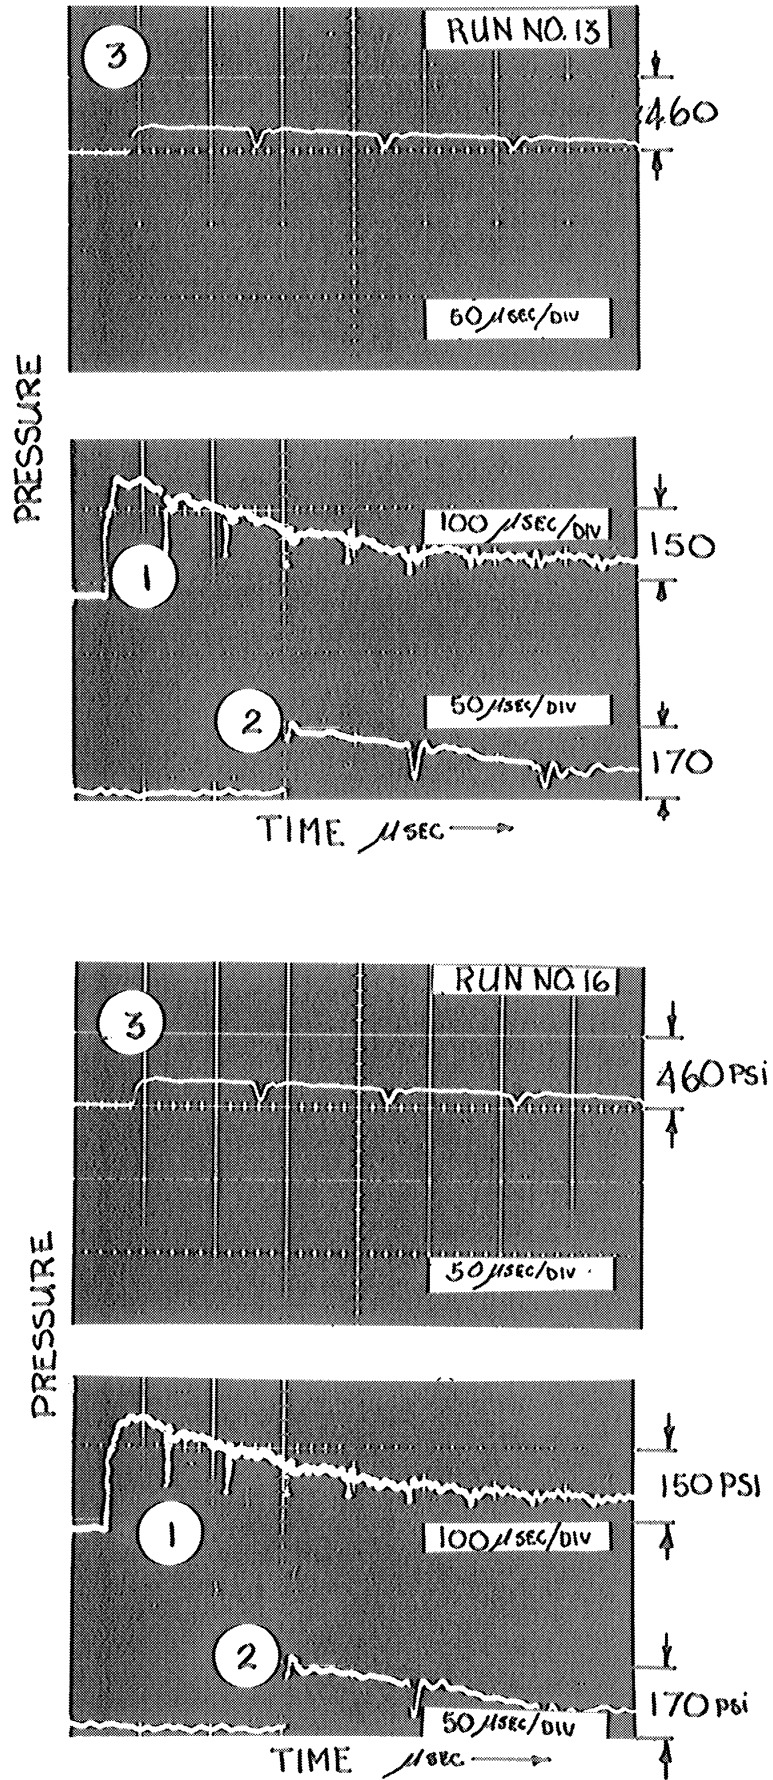 RUN NO. 13
3
460
50 μSEC/DIV
PRESSURE
100 μSEC/DIV
150
1
50 μSEC/DIV
2
170
TIME μSEC
RUN NO. 16
3
460 PSi
50 μSEC/DIV
PRESSURE
150 PSI
1
100 μSEC/DIV
2
170 psi
50 μSEC/DIV
TIME μSEC